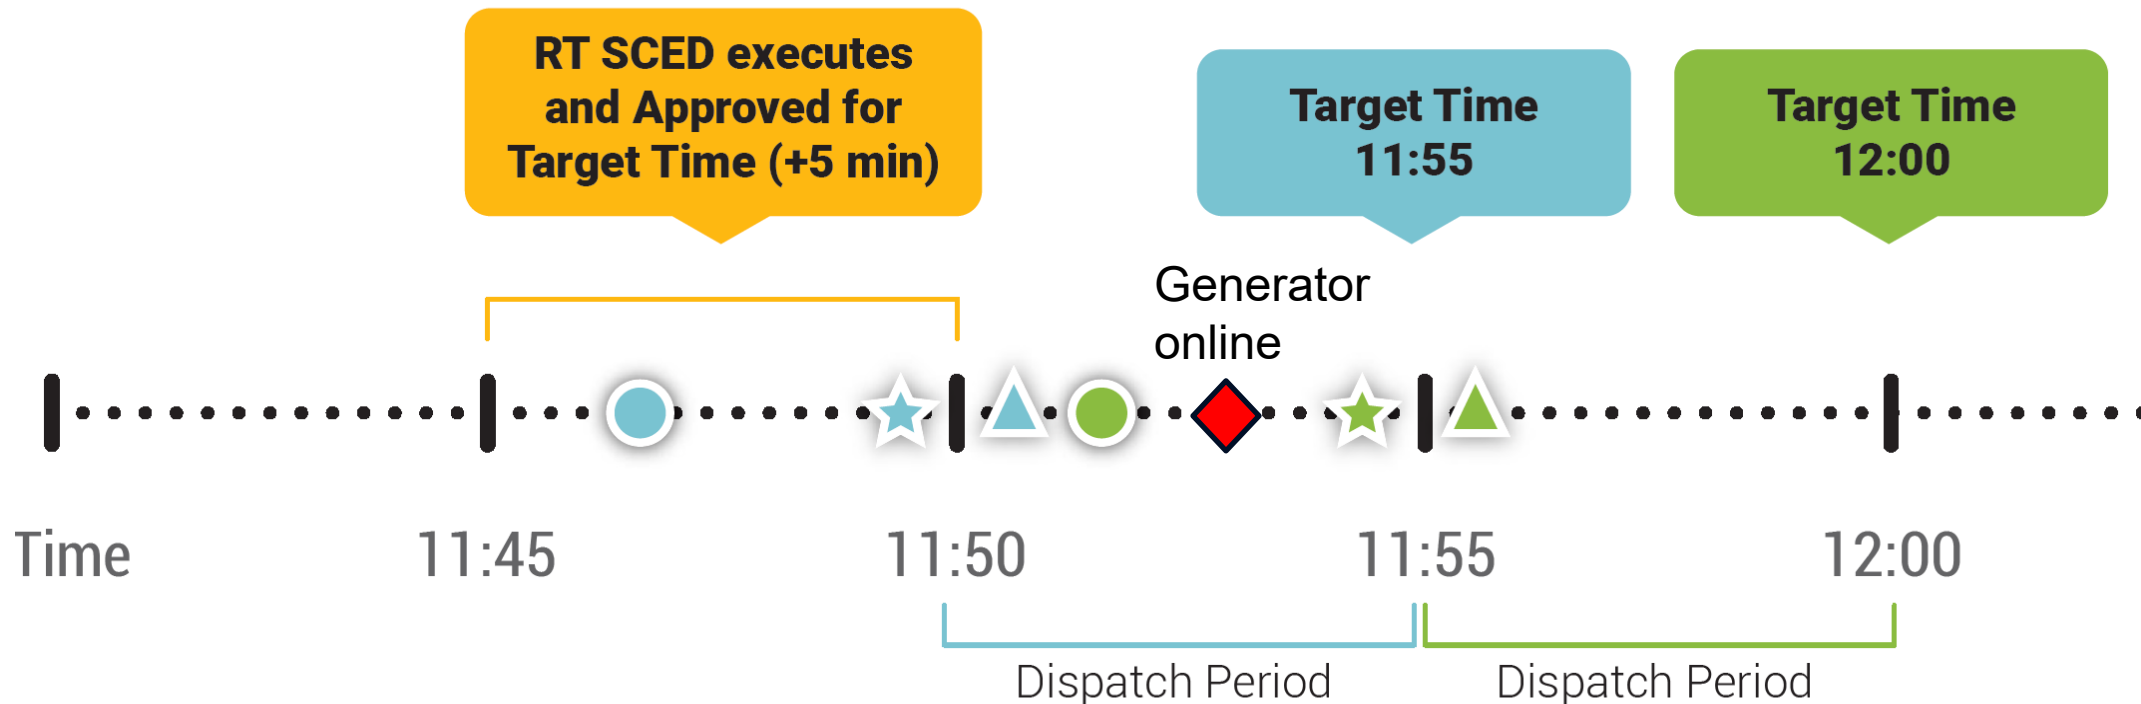 RT SCED executes
and Approved for
Target Time (+5 min)
Target Time
11:55
Target Time
12:00
Generator
online
Time
11:45
11:50
11:55
12:00
Dispatch Period
Dispatch Period